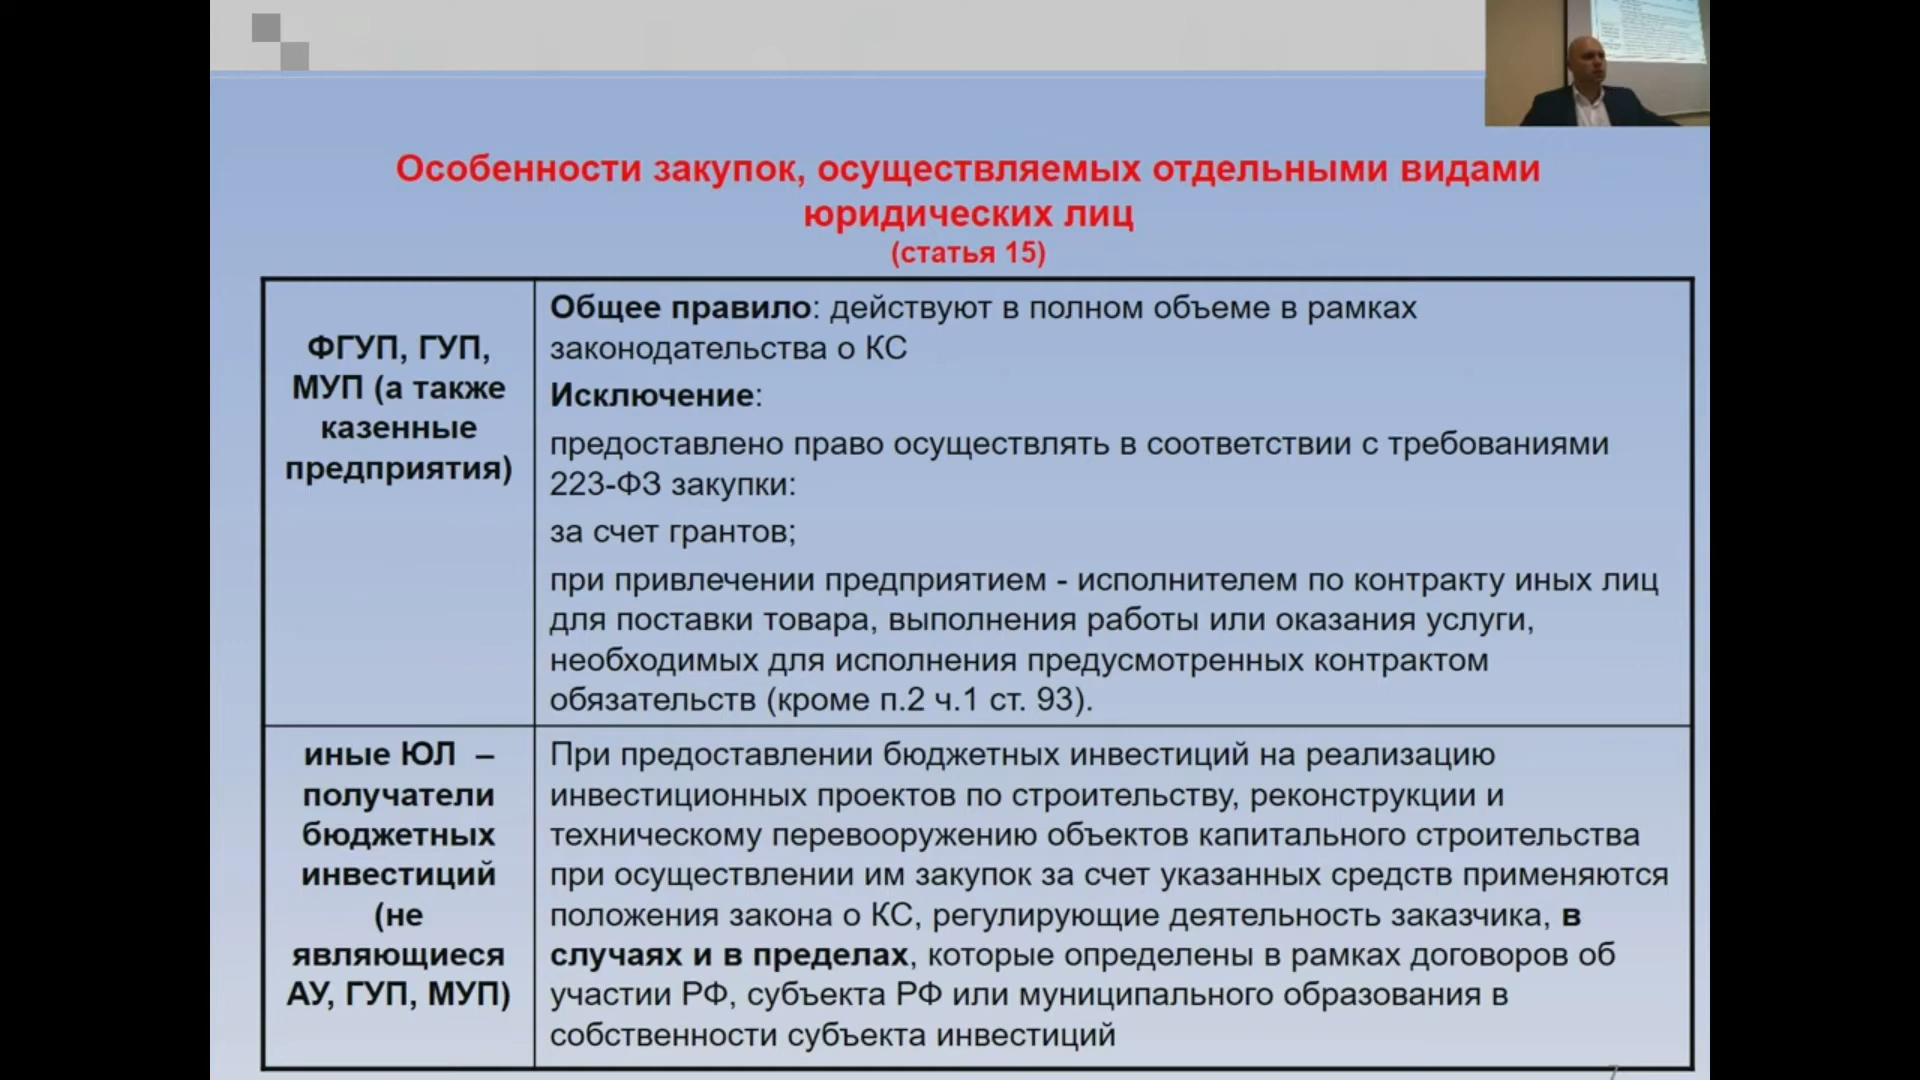 Особенности закупок, осуществляемых отдельными видами
юридических лиц
(статья 15)
ФГУП, ГУП,
МУП (а также
казенные
предприятия)
Общее правило: действуют в полном объеме в рамках
законодательства о КС
Исключение:
предоставлено право осуществлять в соответствии с требованиями
223-ФЗ закупки:
за счет грантов;
при привлечении предприятием - исполнителем по контракту иных лиц
для поставки товара, выполнения работы или оказания услуги,
необходимых для исполнения предусмотренных контрактом
обязательств (кроме п.2 ч.1 ст. 93).
иные ЮЛ –
получатели
бюджетных
инвестиций
(не
являющиеся
АУ, ГУП, МУП)
При предоставлении бюджетных инвестиций на реализацию
инвестиционных проектов по строительству, реконструкции и
техническому перевооружению объектов капитального строительства
при осуществлении им закупок за счет указанных средств применяются
положения закона о КС, регулирующие деятельность заказчика, в
случаях и в пределах, которые определены в рамках договоров об
участии РФ, субъекта РФ или муниципального образования в
собственности субъекта инвестиций